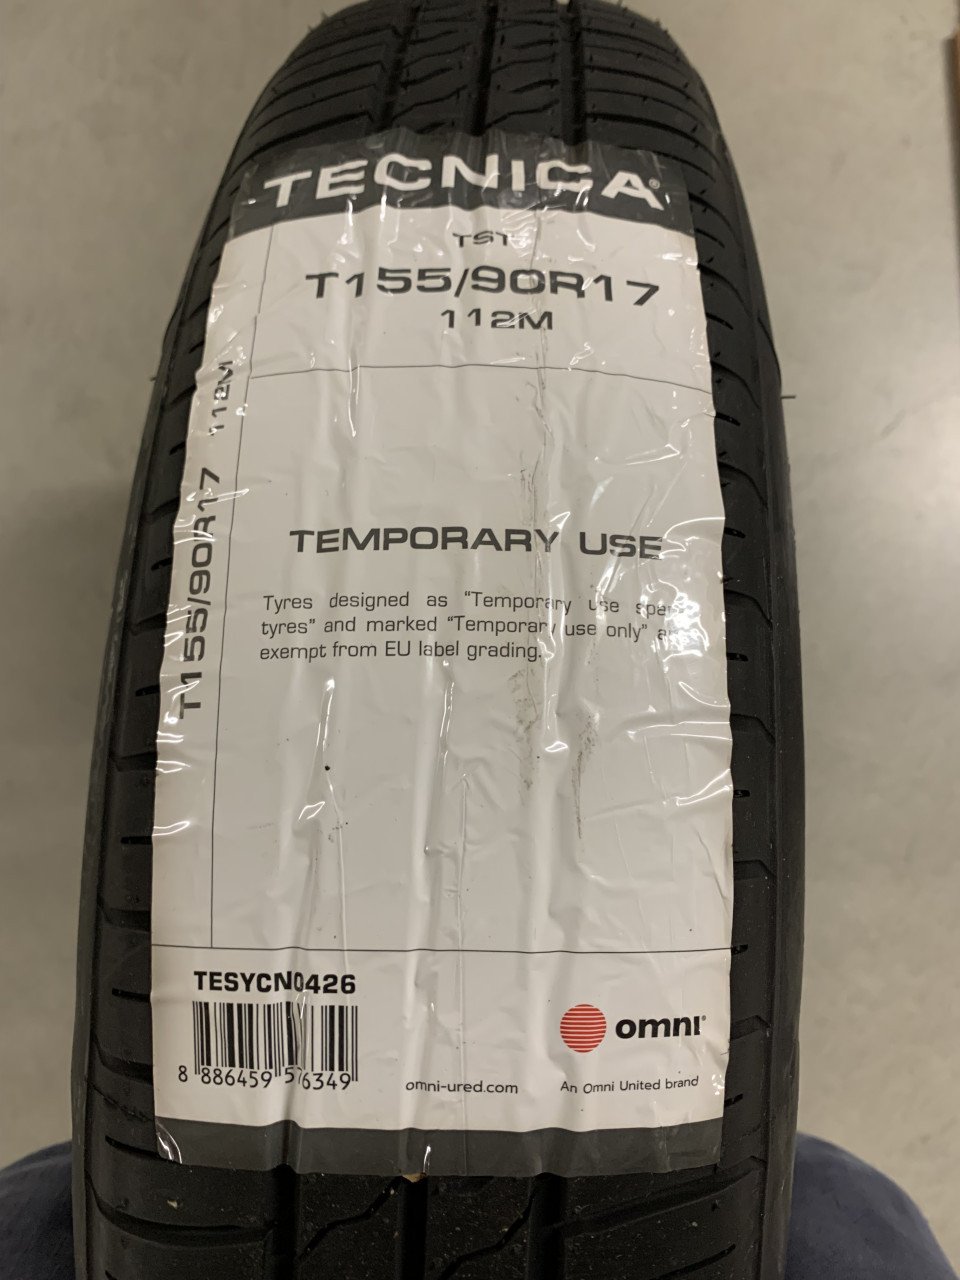 TECNICA®
TST
T155/90R17
112M
T155/90R17 112M
TEMPORARY USE
Tyres designed as “Temporary use
tyres” and marked “Temporary use only”
exempt from EU label grading.
TESYCN0426
8 886459 576349
omni®
omni-ured.com
An Omni United brand